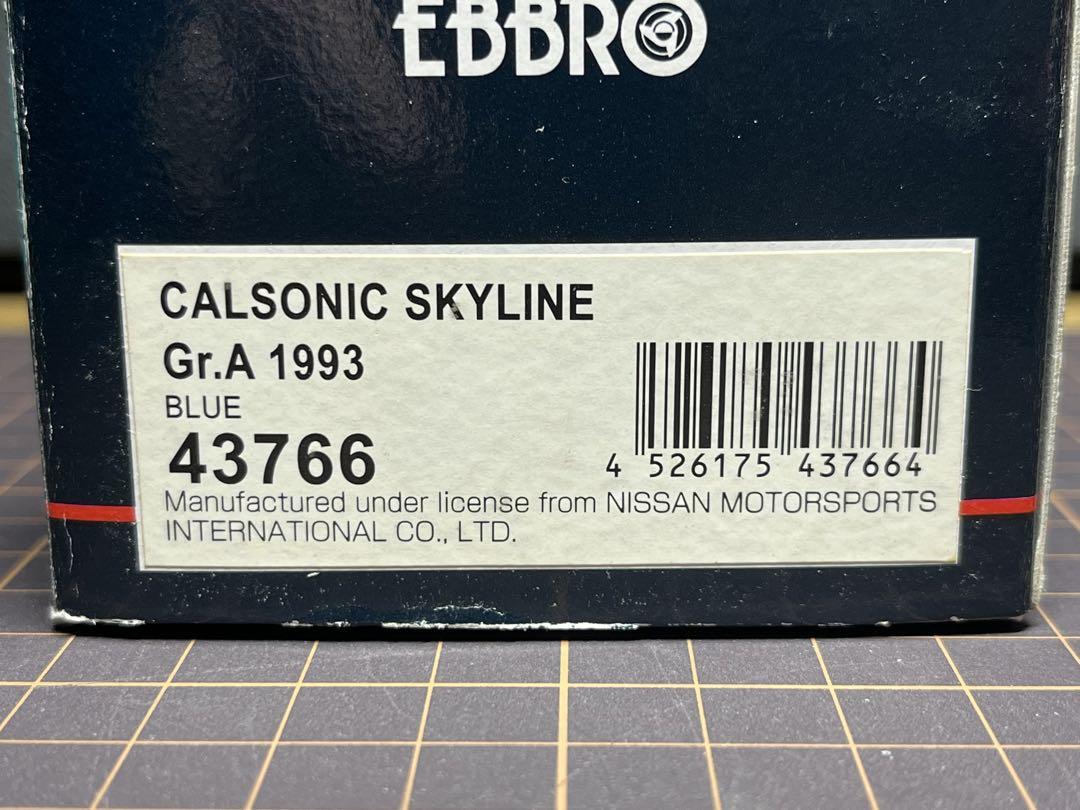 EBBRO
CALSONIC SKYLINE
Gr.A 1993
BLUE
43766
4 526175 437664
Manufactured under license from NISSAN MOTORSPORTS
INTERNATIONAL CO., LTD.